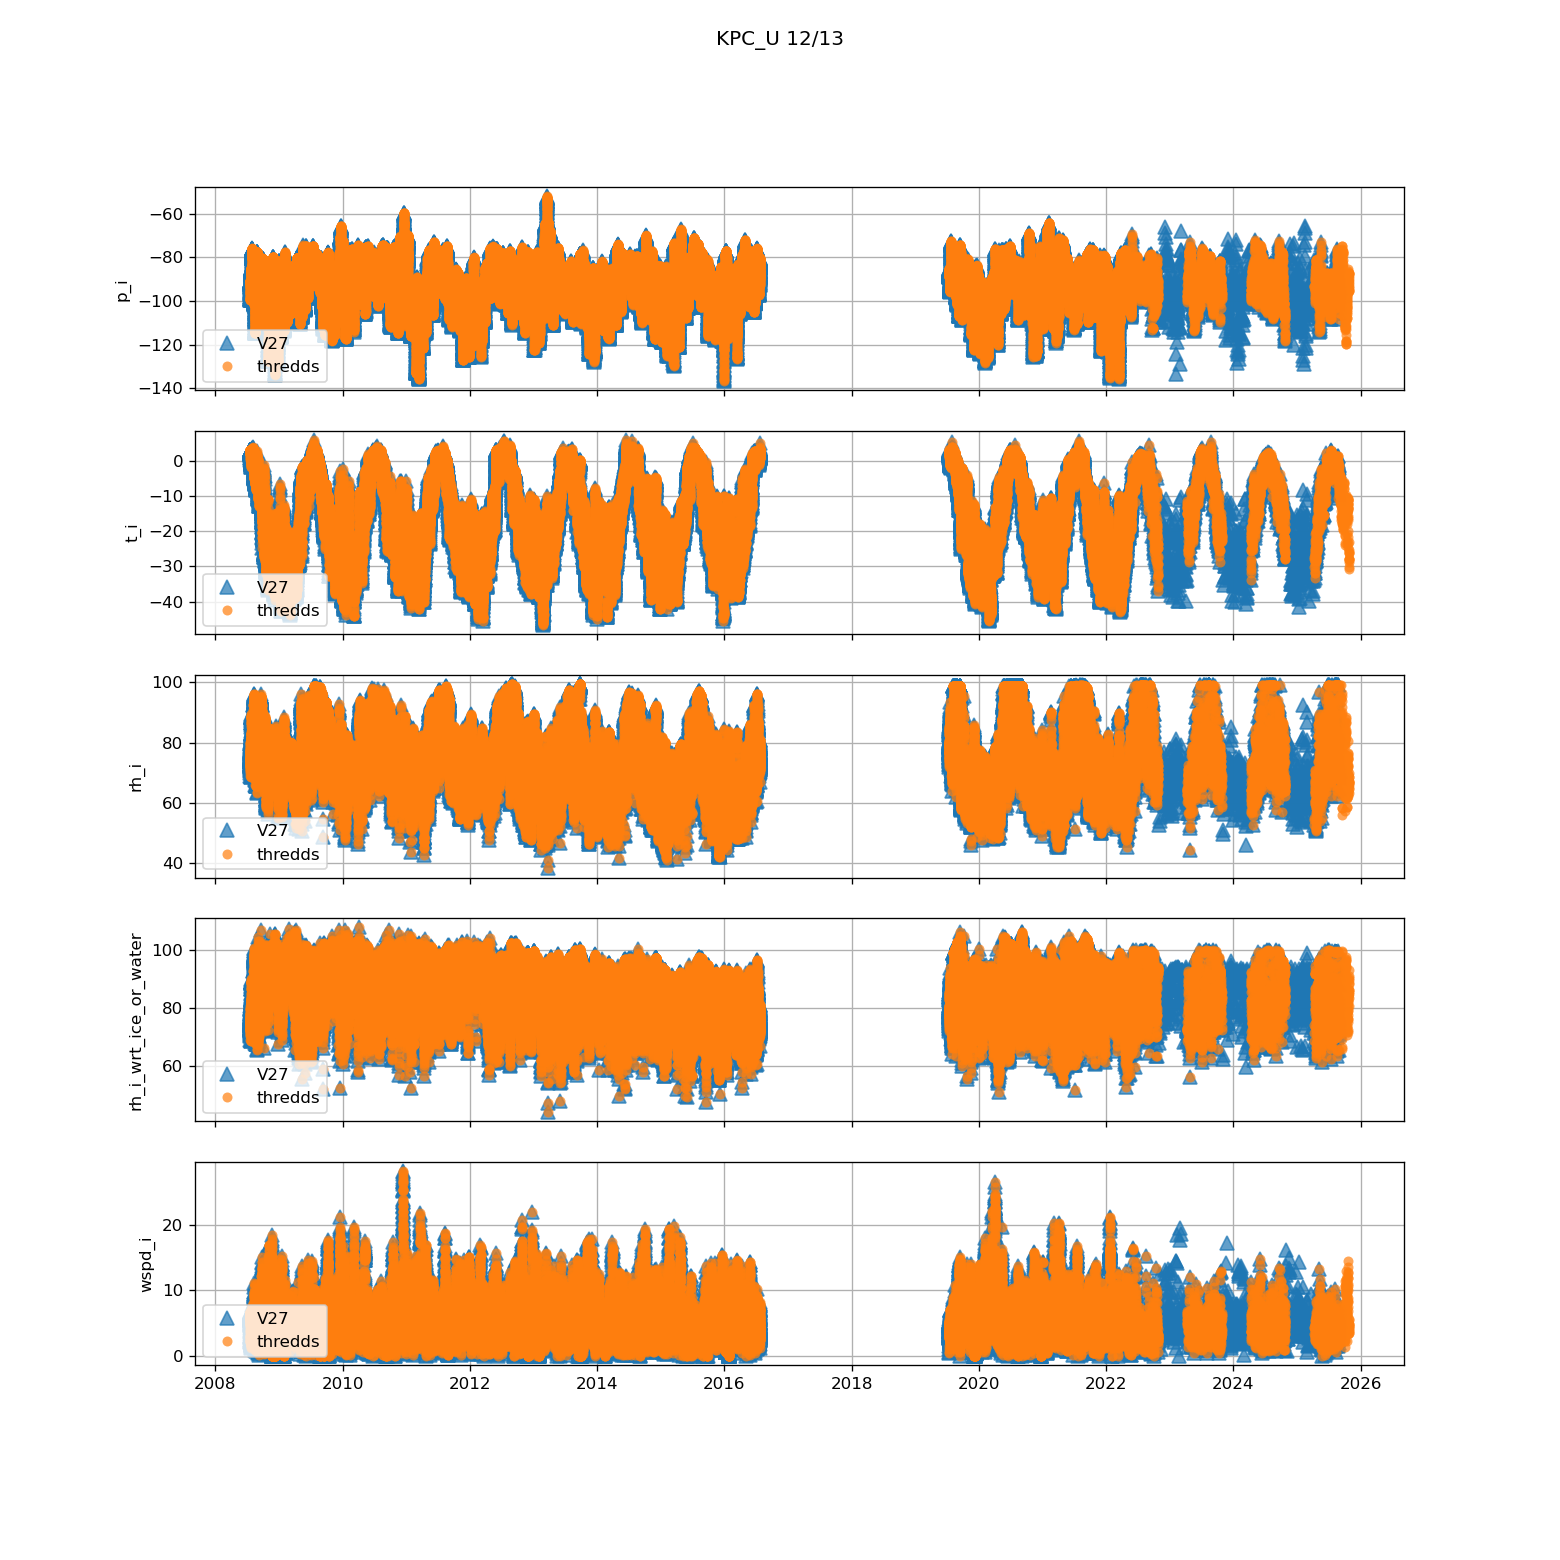 KPC_U 12/13
−60
−80
−100
−120
−140
p_i
V27
thredds
0
−10
−20
−30
−40
t_i
V27
thredds
100
80
60
40
rh_i
V27
thredds
100
80
60
rh_i_wrt_ice_or_water
V27
thredds
20
10
0
wspd_i
V27
thredds
2008 2010 2012 2014 2016 2018 2020 2022 2024 2026